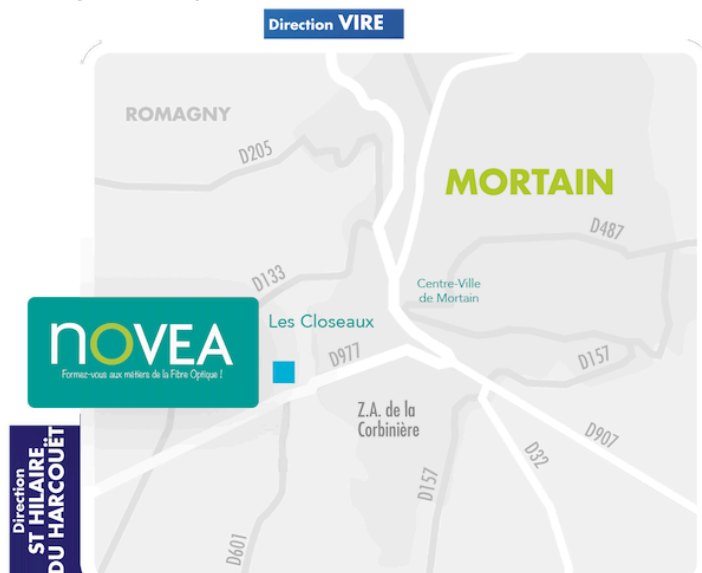 Direction VIRE
ROMAGNY
D205
MORTAIN
D487
D133
Centre-Ville
de Mortain
Les Closeaux
NOVEA
Formez-vous aux métiers de la Fibre Optique !
D977
D157
Z.A. de la
Corbinière
D907
D32
D157
D601
Direction
ST HILAIRE
DU HARCOUËT